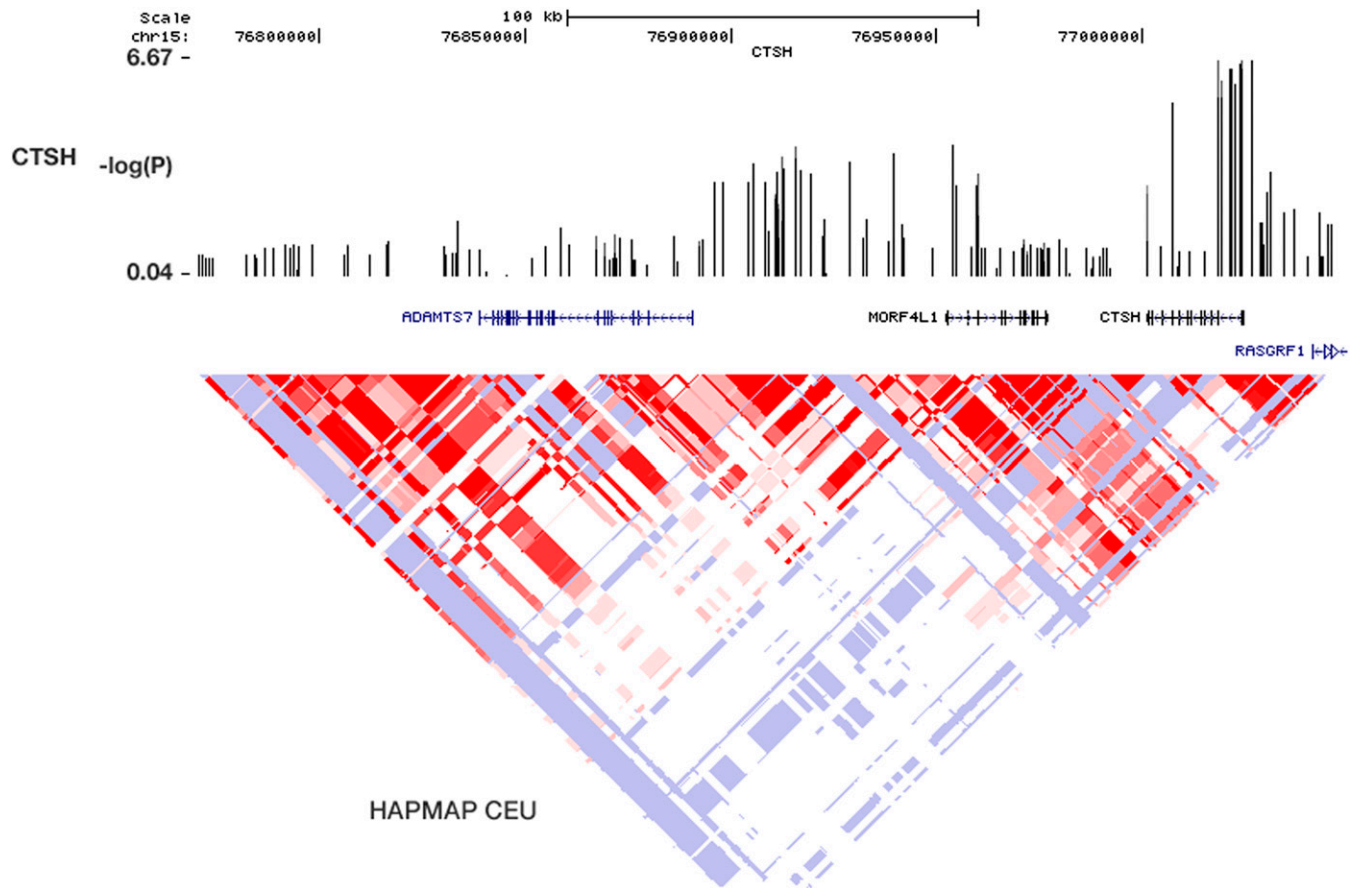 Scale 100 kb
chr15: 76800000 76850000 76900000 76950000 77000000
CTSH
6.67
CTSH -log(P)
0.04
ADAMTS7 MORF4L1 CTSH
RASGRF1
HAPMAP CEU